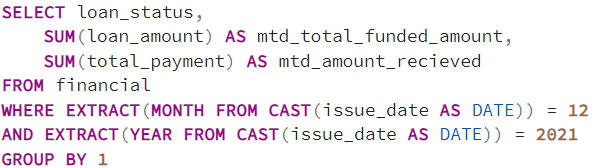 SELECT loan_status,
    SUM(loan_amount) AS mtd_total_funded_amount,
    SUM(total_payment) AS mtd_amount_recieved
FROM financial
WHERE EXTRACT(MONTH FROM CAST(issue_date AS DATE)) = 12
AND EXTRACT(YEAR FROM CAST(issue_date AS DATE)) = 2021
GROUP BY 1